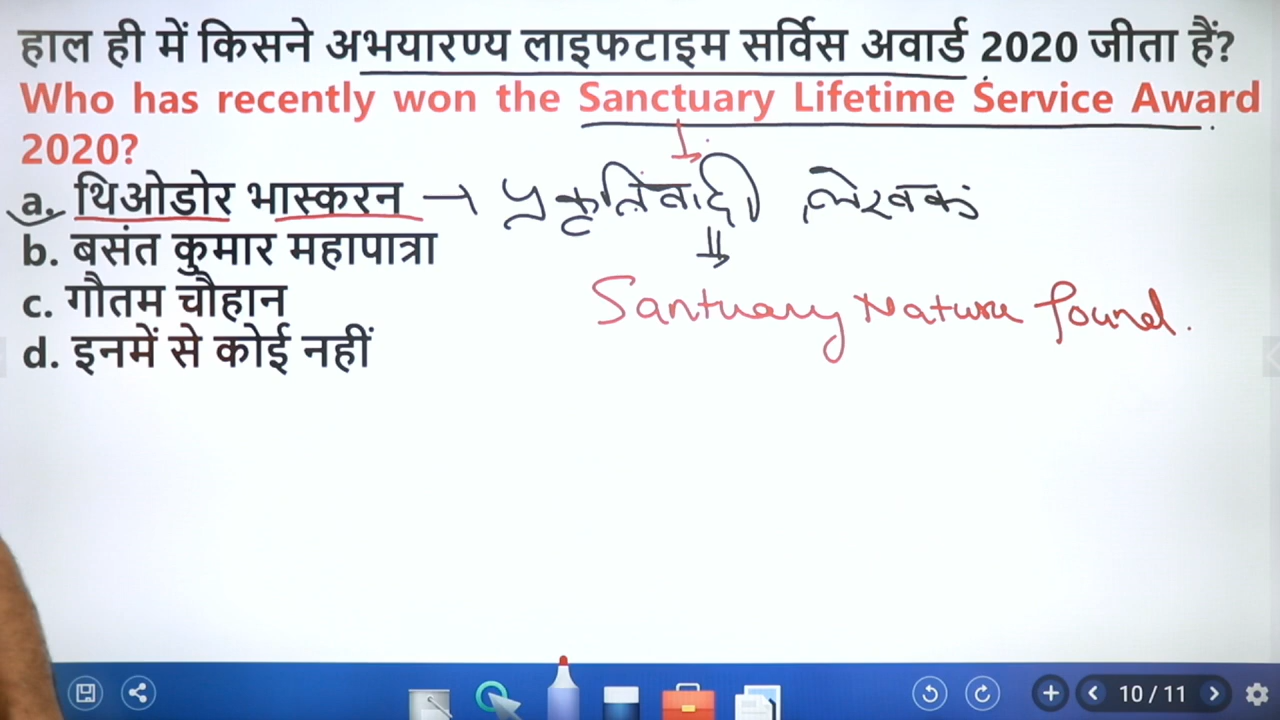 हाल ही में किसने अभयारण्य लाइफटाइम सर्विस अवार्ड 2020 जीता हैं?
Who has recently won the Sanctuary Lifetime Service Award
2020?
a. थिओडोर भास्करन → प्रकृतिवादी लेखक
b. बसंत कुमार महापात्रा
c. गौतम चौहान
Santuary Nature found.
d. इनमें से कोई नहीं
10 / 11